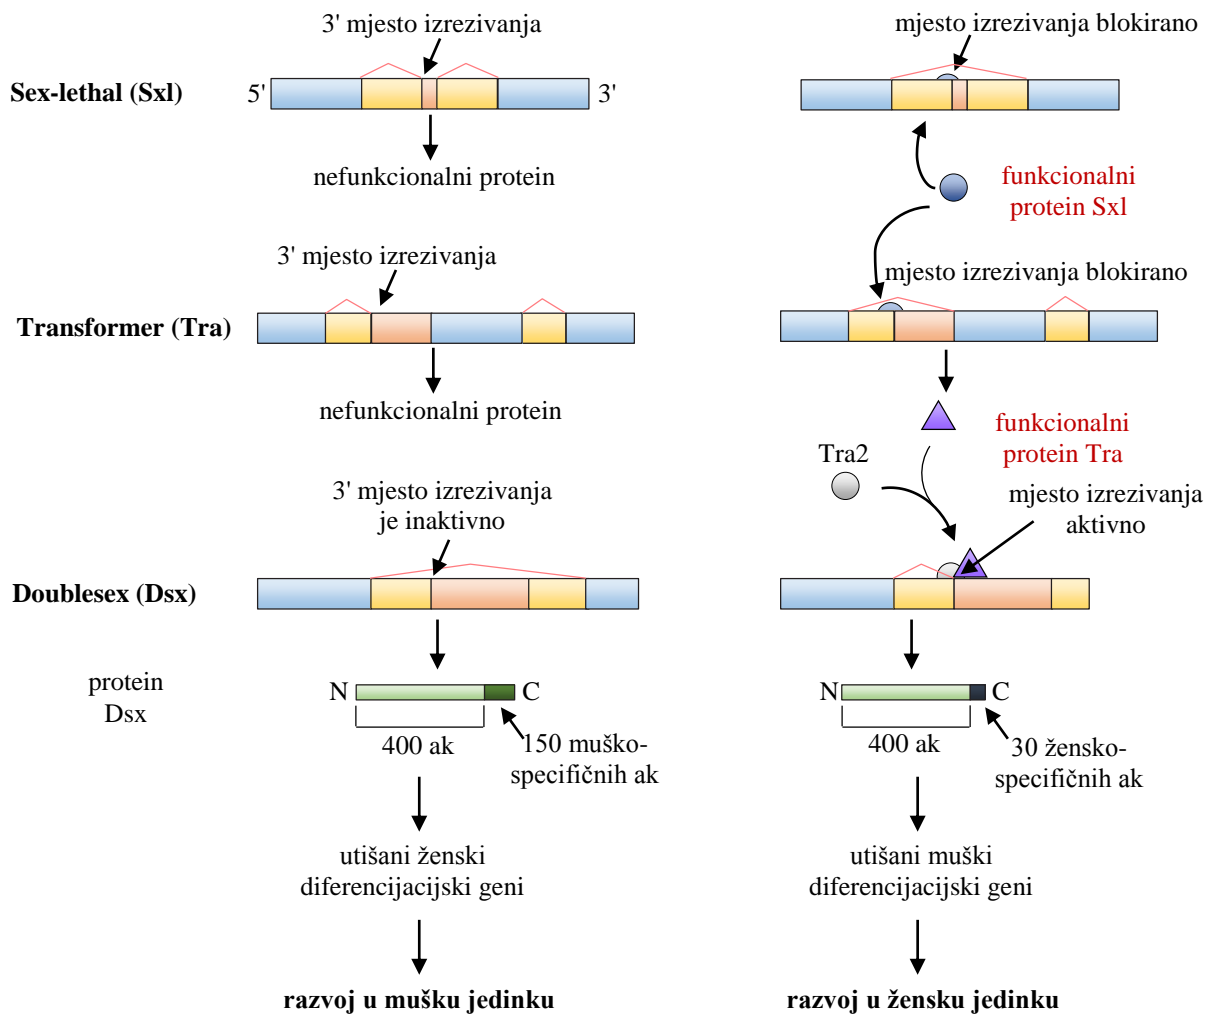 3' mjesto izrezivanja
mjesto izrezivanja blokirano
Sex-lethal (Sxl)
5'
3'
nefunkcionalni protein
funkcionalni
protein Sxl
3' mjesto izrezivanja
mjesto izrezivanja blokirano
Transformer (Tra)
nefunkcionalni protein
funkcionalni
protein Tra
Tra2
3' mjesto izrezivanja
je inaktivno
mjesto izrezivanja
aktivno
Doublesex (Dsx)
protein
Dsx
N
C
400 ak
150 muško-
specifičnih ak
N
C
400 ak
30 žensko-
specifičnih ak
utišani ženski
diferencijacijski geni
utišani muški
diferencijacijski geni
razvoj u mušku jedinku
razvoj u žensku jedinku